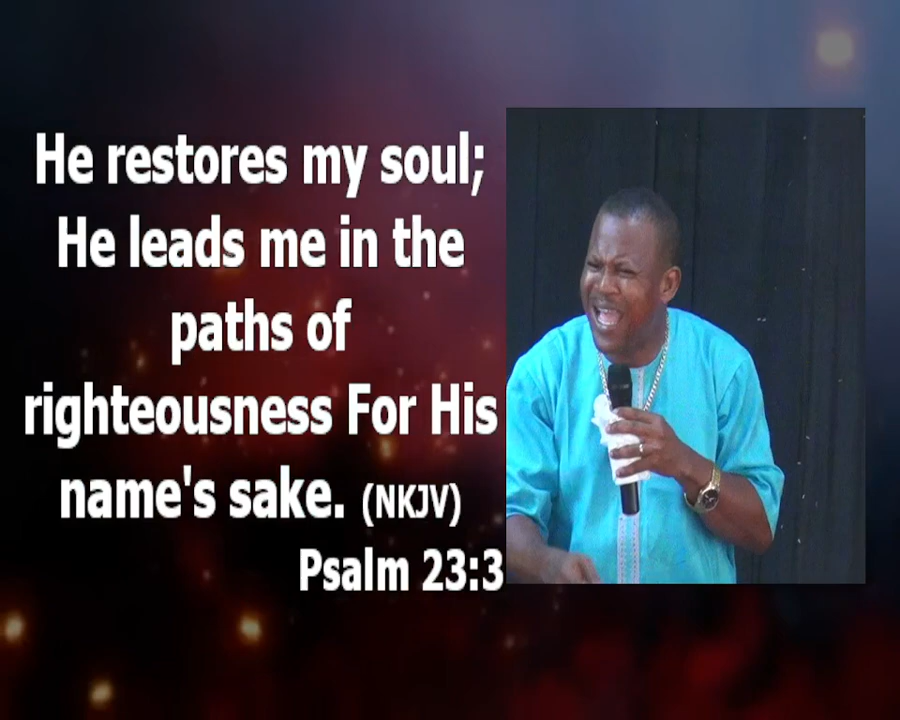 He restores my soul;
He leads me in the
paths of
righteousness For His
name's sake. (NKJV)
Psalm 23:3